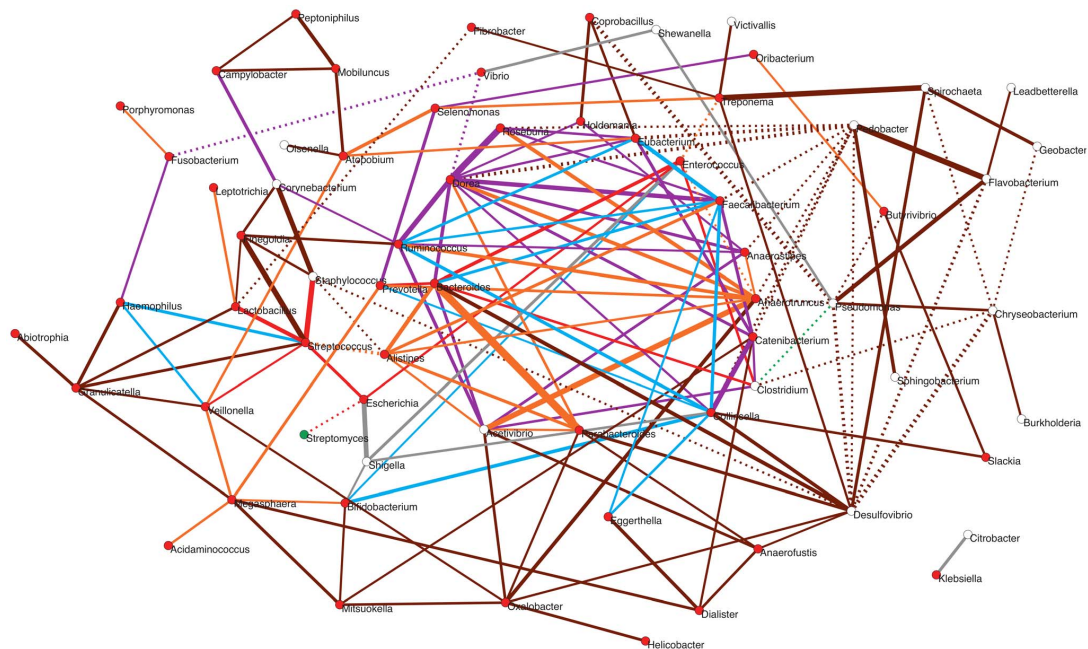 Peptoniphilus
Coprobacillus
Victivallis
Fibrobacter
Shewanella
Oribacterium
Mobiluncus
Campylobacter
Vibrio
Spirochaeta
Leadbetterella
Treponema
Porphyromonas
Selenomonas
Holdemania
Roseburia
Pedobacter
Eubacterium
Olsenella
Geobacter
Fusobacterium
Atopobium
Enterococcus
Dorea
Flavobacterium
Corynebacterium
Leptotrichia
Faecalibacterium
Butyrivibrio
Finegoldia
Ruminococcus
Anaerostipes
Staphylococcus
Prevotella
Bacteroides
Haemophilus
Lactobacillus
Anaerotruncus
Pseudomonas
Chryseobacterium
Abiotrophia
Streptococcus
Catenibacterium
Alistipes
Sphingobacterium
Granulicatella
Clostridium
Escherichia
Veillonella
Collinsella
Burkholderia
Streptomyces
Acetivibrio
Parabacteroides
Slackia
Shigella
Megasphaera
Bifidobacterium
Desulfovibrio
Eggerthella
Citrobacter
Acidaminococcus
Anaerofustis
Klebsiella
Mitsuokella
Oxalobacter
Dialister
Helicobacter